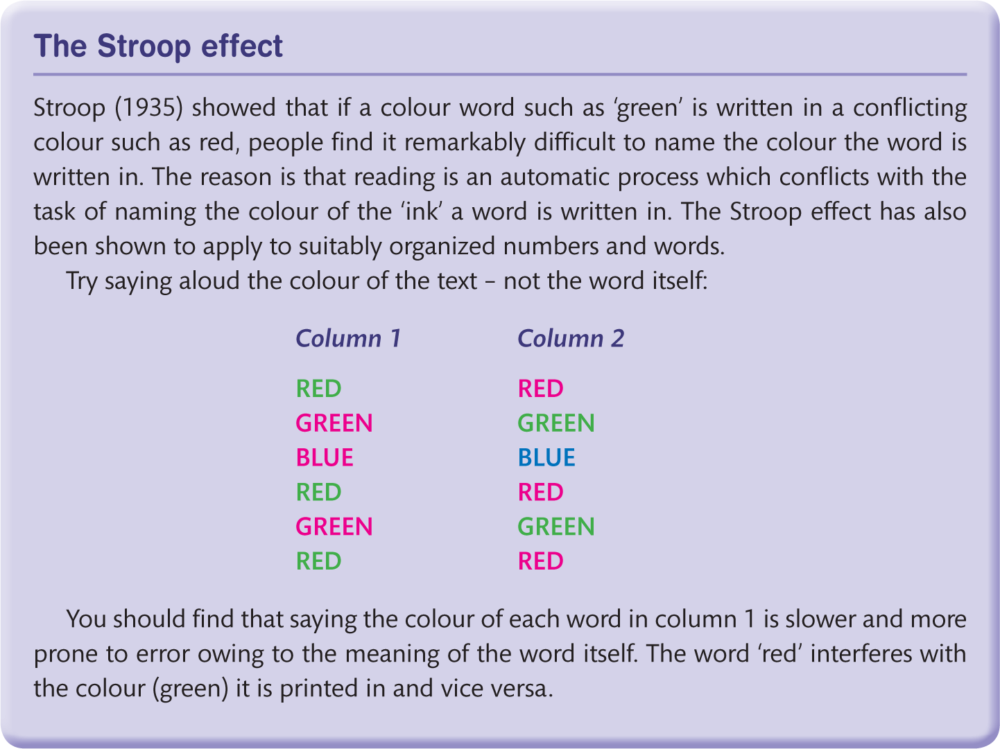 The Stroop effect
Stroop (1935) showed that if a colour word such as ‘green’ is written in a conflicting
colour such as red, people find it remarkably difficult to name the colour the word is
written in. The reason is that reading is an automatic process which conflicts with the
task of naming the colour of the ‘ink’ a word is written in. The Stroop effect has also
been shown to apply to suitably organized numbers and words.
Try saying aloud the colour of the text – not the word itself:
Column 1 Column 2
RED RED
GREEN GREEN
BLUE BLUE
RED RED
GREEN GREEN
RED RED
You should find that saying the colour of each word in column 1 is slower and more
prone to error owing to the meaning of the word itself. The word ‘red’ interferes with
the colour (green) it is printed in and vice versa.